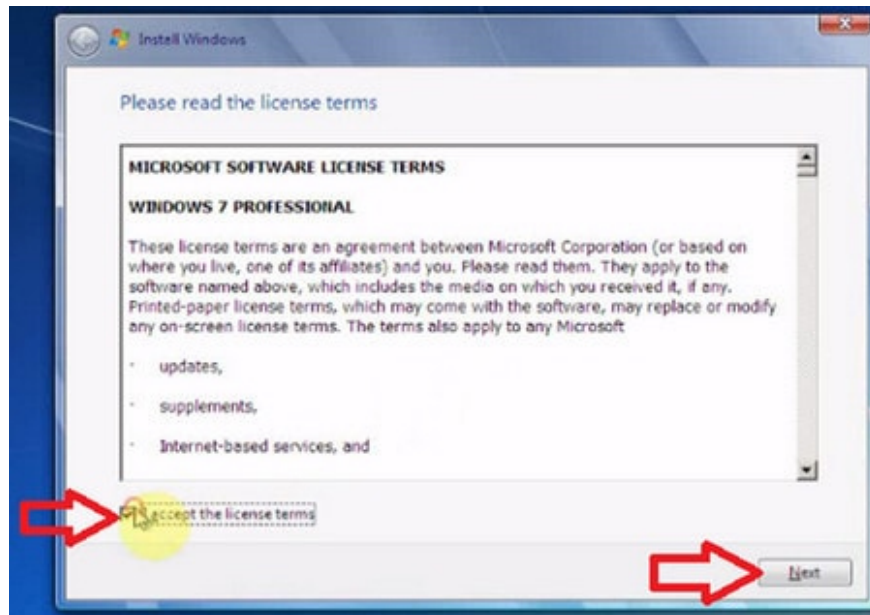 Install Windows
Please read the license terms
MICROSOFT SOFTWARE LICENSE TERMS
WINDOWS 7 PROFESSIONAL
These license terms are an agreement between Microsoft Corporation (or based on
where you live, one of its affiliates) and you. Please read them. They apply to the
software named above, which includes the media on which you received it, if any.
Printed-paper license terms, which may come with the software, may replace or modify
any on-screen license terms. The terms also apply to any Microsoft
· updates,
· supplements,
· Internet-based services, and
accept the license terms
Next